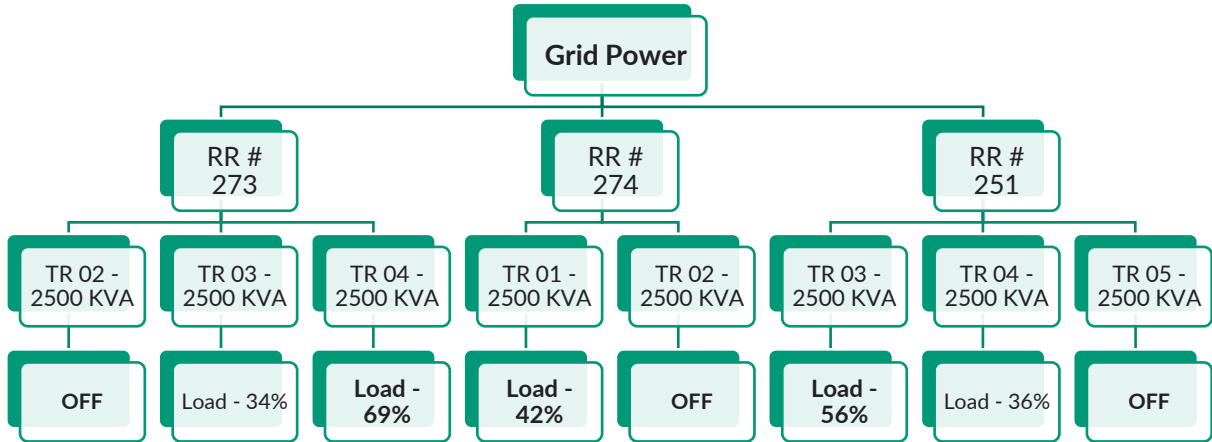 Grid Power
RR #
273
RR #
274
RR #
251
TR 02 -
2500 KVA
TR 03 -
2500 KVA
TR 04 -
2500 KVA
TR 01 -
2500 KVA
TR 02 -
2500 KVA
TR 03 -
2500 KVA
TR 04 -
2500 KVA
TR 05 -
2500 KVA
OFF
Load - 34%
Load -
69%
Load -
42%
OFF
Load -
56%
Load - 36%
OFF